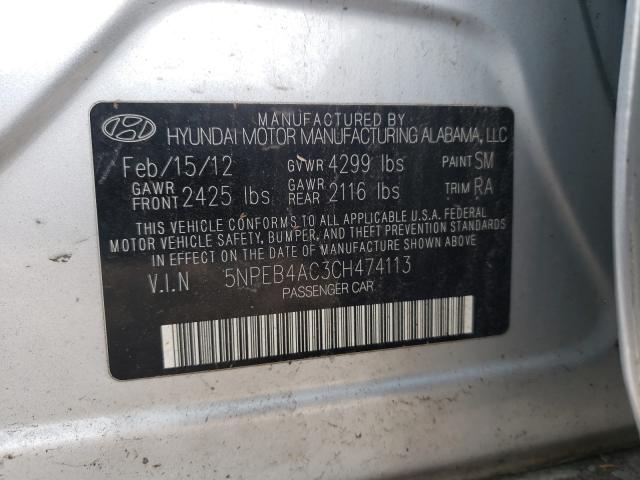 MANUFACTURED BY
HYUNDAI MOTOR MANUFACTURING ALABAMA, LLC
Feb/15/12 GVWR 4299 lbs PAINT SM
GAWR FRONT 2425 lbs GAWR REAR 2116 lbs TRIM RA
THIS VEHICLE CONFORMS TO ALL APPLICABLE U.S.A. FEDERAL
MOTOR VEHICLE SAFETY, BUMPER, AND THEFT PREVENTION STANDARDS
IN EFFECT ON THE DATE OF MANUFACTURE SHOWN ABOVE.
V.I.N 5NPEB4AC3CH474113
PASSENGER CAR